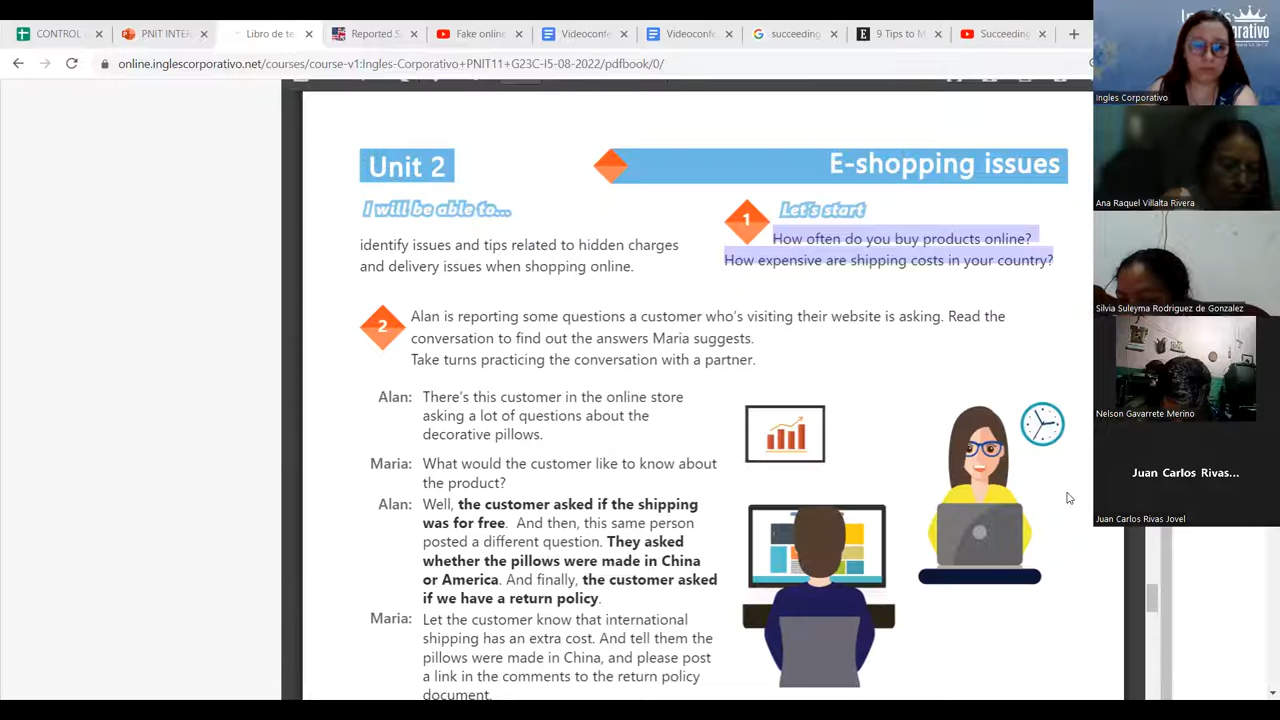 CONTROL
PNIT INTER
Libro de te
Reported S
Fake online
Videoconfe
Videoconfe
succeeding
9 Tips to M
Succeeding
online.inglescorporativo.net/courses/course-v1:Ingles-Corporativo+PNIT11+G23C-I5-08-2022/pdfbook/0/
Unit 2
E-shopping issues
I will be able to...
identify issues and tips related to hidden charges
and delivery issues when shopping online.
1
Let's start
How often do you buy products online?
How expensive are shipping costs in your country?
2
Alan is reporting some questions a customer who's visiting their website is asking. Read the
conversation to find out the answers Maria suggests.
Take turns practicing the conversation with a partner.
Alan: There's this customer in the online store
asking a lot of questions about the
decorative pillows.
Maria: What would the customer like to know about
the product?
Alan: Well, the customer asked if the shipping
was for free. And then, this same person
posted a different question. They asked
whether the pillows were made in China
or America. And finally, the customer asked
if we have a return policy.
Maria: Let the customer know that international
shipping has an extra cost. And tell them the
pillows were made in China, and please post
a link in the comments to the return policy
document.
Ingles Corporativo
Ana Raquel Villalta Rivera
Silvia Suleyma Rodriguez de Gonzalez
Nelson Gavarrete Merino
Juan Carlos Rivas...
Juan Carlos Rivas Jovel